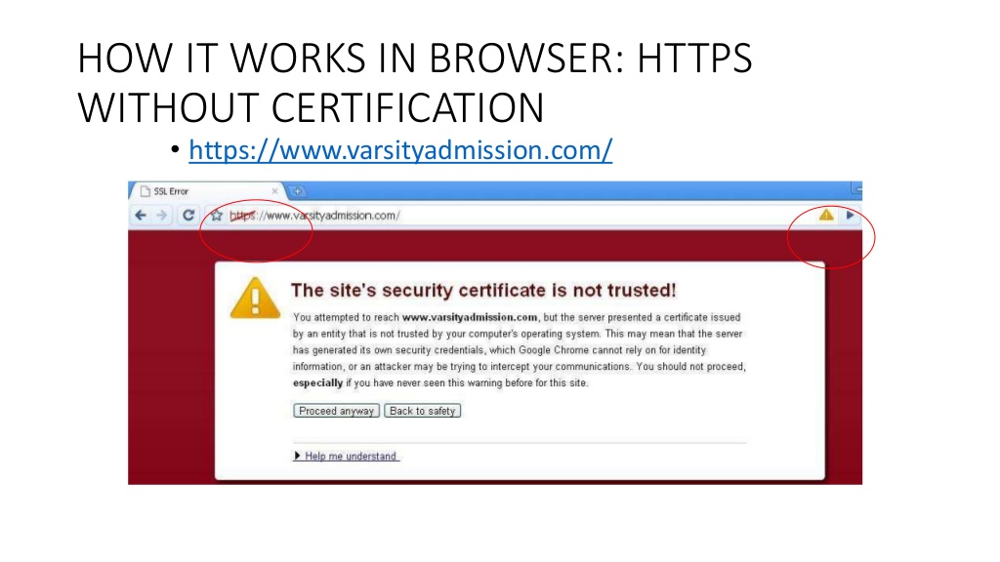 HOW IT WORKS IN BROWSER: HTTPS
WITHOUT CERTIFICATION
• https://www.varsityadmission.com/
SSL Error
https://www.varsityadmission.com/
The site's security certificate is not trusted!
You attempted to reach www.varsityadmission.com, but the server presented a certificate issued
by an entity that is not trusted by your computer's operating system. This may mean that the server
has generated its own security credentials, which Google Chrome cannot rely on for identity
information, or an attacker may be trying to intercept your communications. You should not proceed,
especially if you have never seen this warning before for this site.
Proceed anyway Back to safety
Help me understand